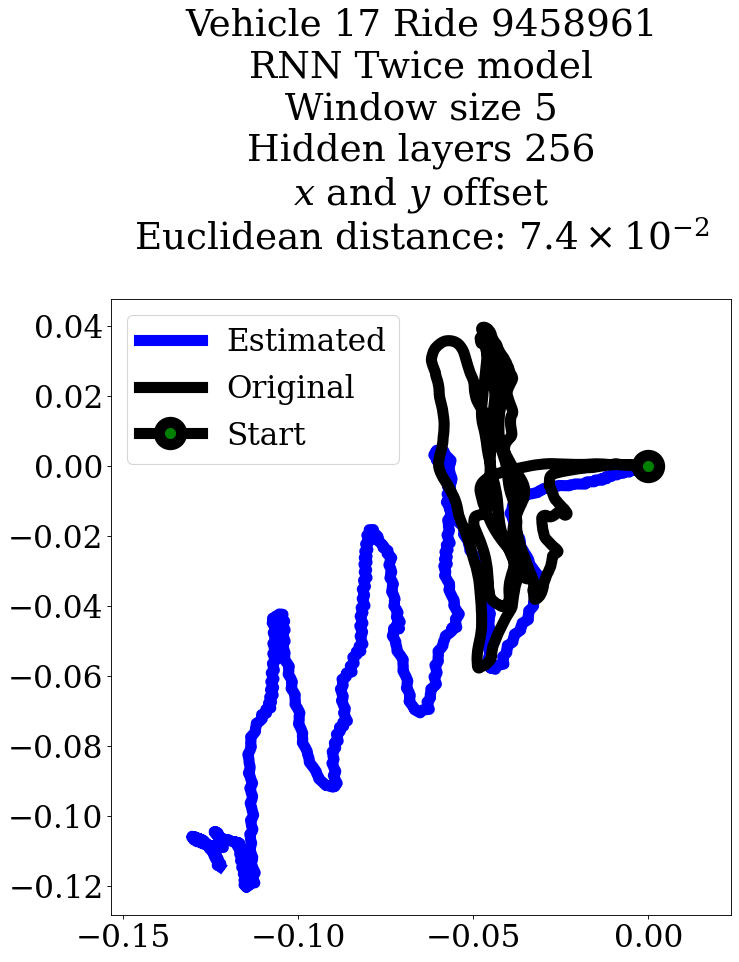 Vehicle 17 Ride 9458961
RNN Twice model
Window size 5
Hidden layers 256
x and y offset
Euclidean distance: 7.4 × 10⁻²
Estimated
Original
Start
0.04
0.02
0.00
−0.02
−0.04
−0.06
−0.08
−0.10
−0.12
−0.15
−0.10
−0.05
0.00